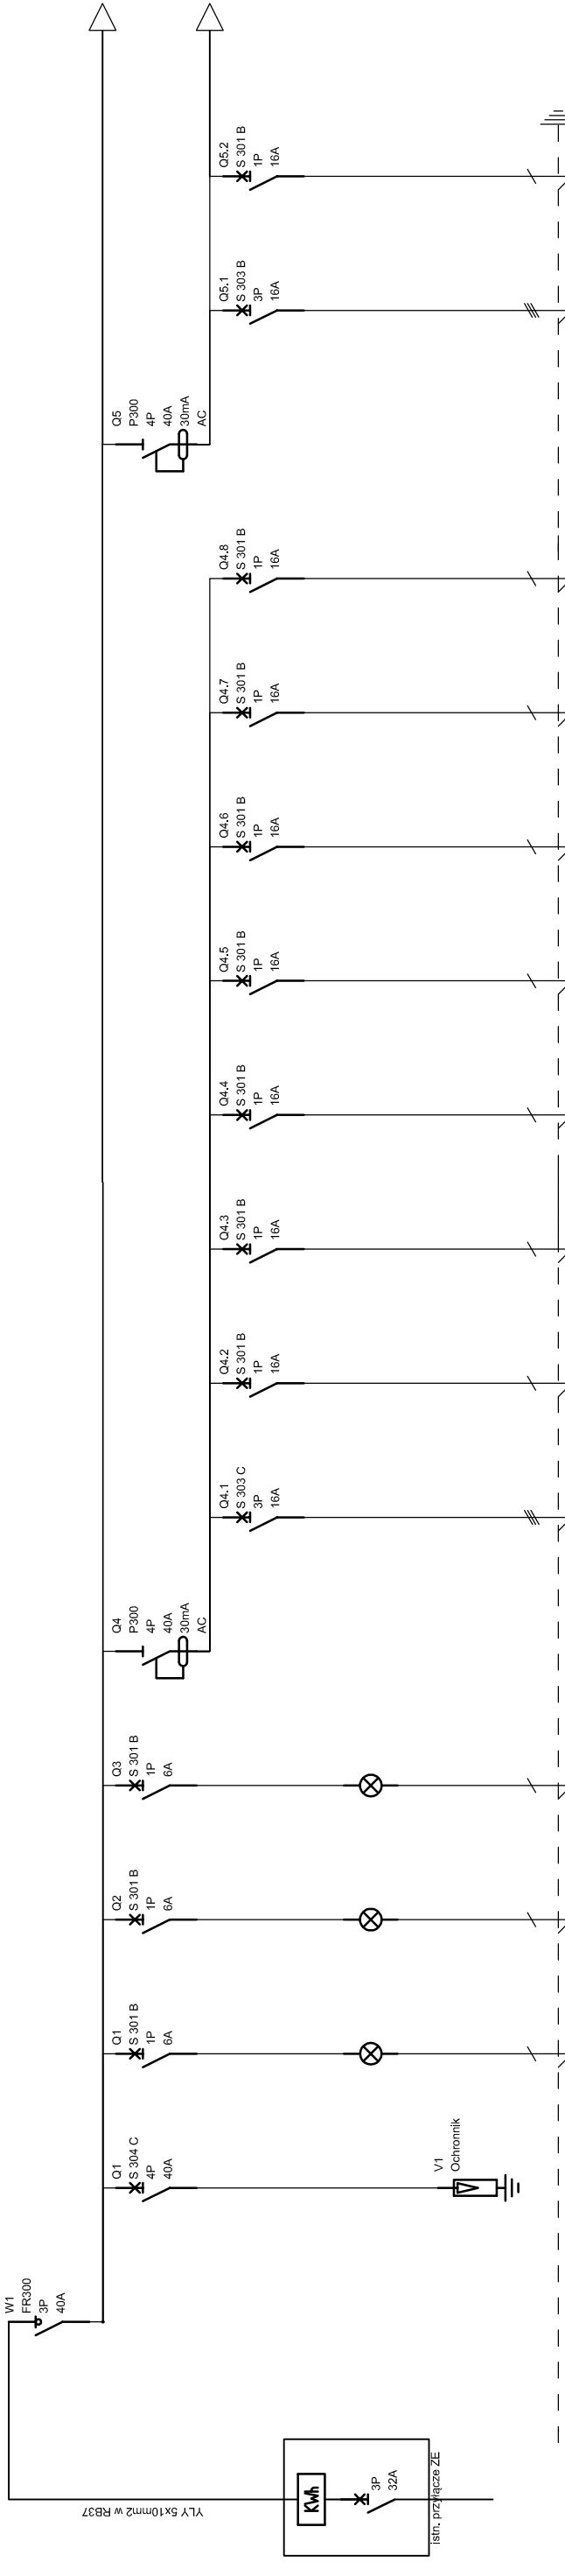 YLY 5x10mm2 w RB37
KWh
3P
32A
istn. przyłącze ZE
W1
FR300
3P
40A
Q1
S 304 C
4P
40A
V1
Ochronnik
Q1
S 301 B
1P
6A
Q2
S 301 B
1P
6A
Q3
S 301 B
1P
6A
Q4
P300
4P
40A
30mA
AC
Q4.1
S 303 C
3P
16A
Q4.2
S 301 B
1P
16A
Q4.3
S 301 B
1P
16A
Q4.4
S 301 B
1P
16A
Q4.5
S 301 B
1P
16A
Q4.6
S 301 B
1P
16A
Q4.7
S 301 B
1P
16A
Q4.8
S 301 B
1P
16A
Q5
P300
4P
40A
30mA
AC
Q5.1
S 303 B
3P
16A
Q5.2
S 301 B
1P
16A